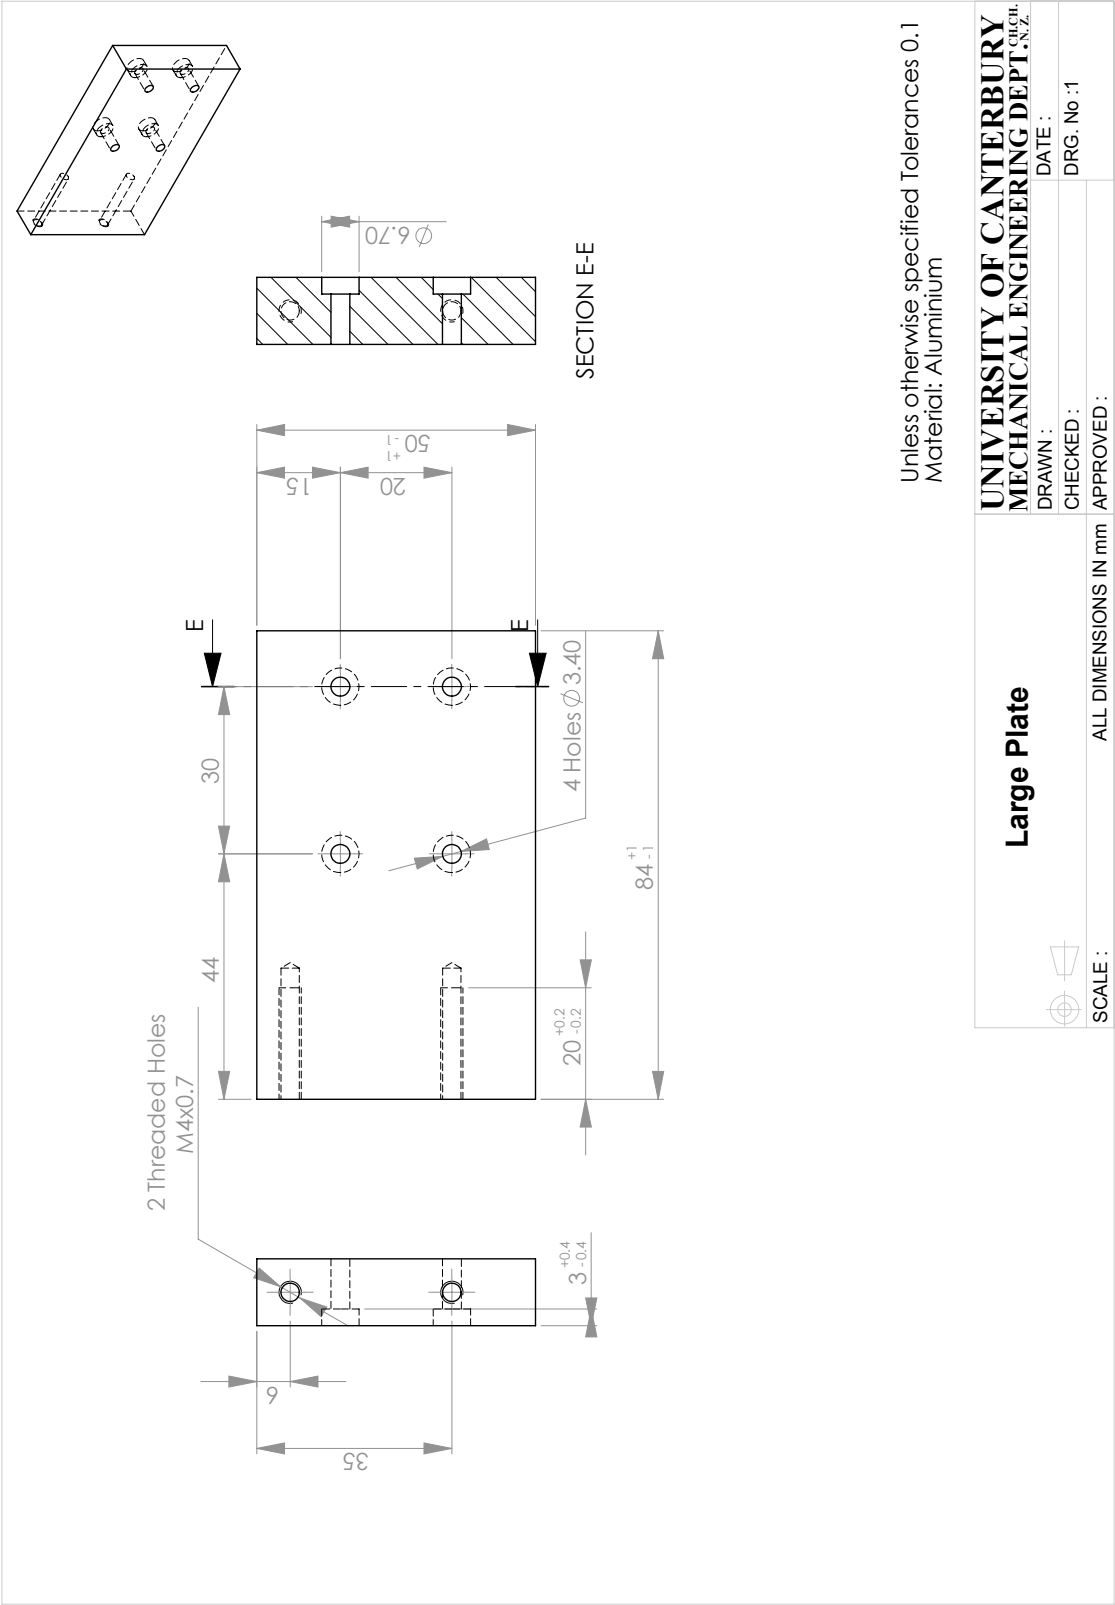 2 Threaded Holes
M4x0.7
44
30
E
E
15
20
50 +1 -1
∅ 6.70
SECTION E-E
6
35
3 +0.4 -0.4
20 +0.2 -0.2
4 Holes ∅ 3.40
84 +1 -1
Unless otherwise specified Tolerances 0.1
Material: Aluminium
Large Plate
SCALE :
ALL DIMENSIONS IN mm
UNIVERSITY OF CANTERBURY
MECHANICAL ENGINEERING DEPT. CH.CH. N.Z.
DRAWN :
DATE :
CHECKED :
DRG. No :1
APPROVED :